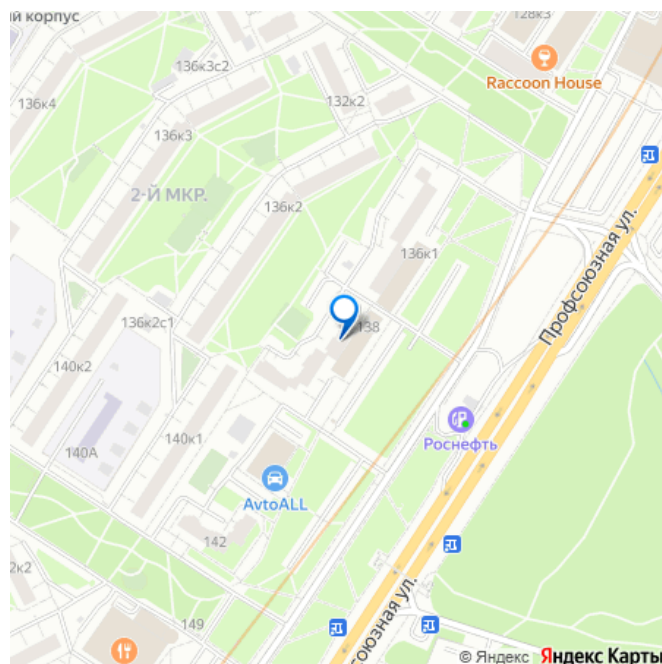 й корпус
128к3
136к3с2
Raccoon House
136к4
132к2
136к3
2-Й МКР.
136к2
136к1
Профсоюзная ул.
136к2с1
138
140к2
140к1
Роснефть
140А
AvtoALL
142
2к2
149
союзная ул.
© Яндекс Яндекс Карты